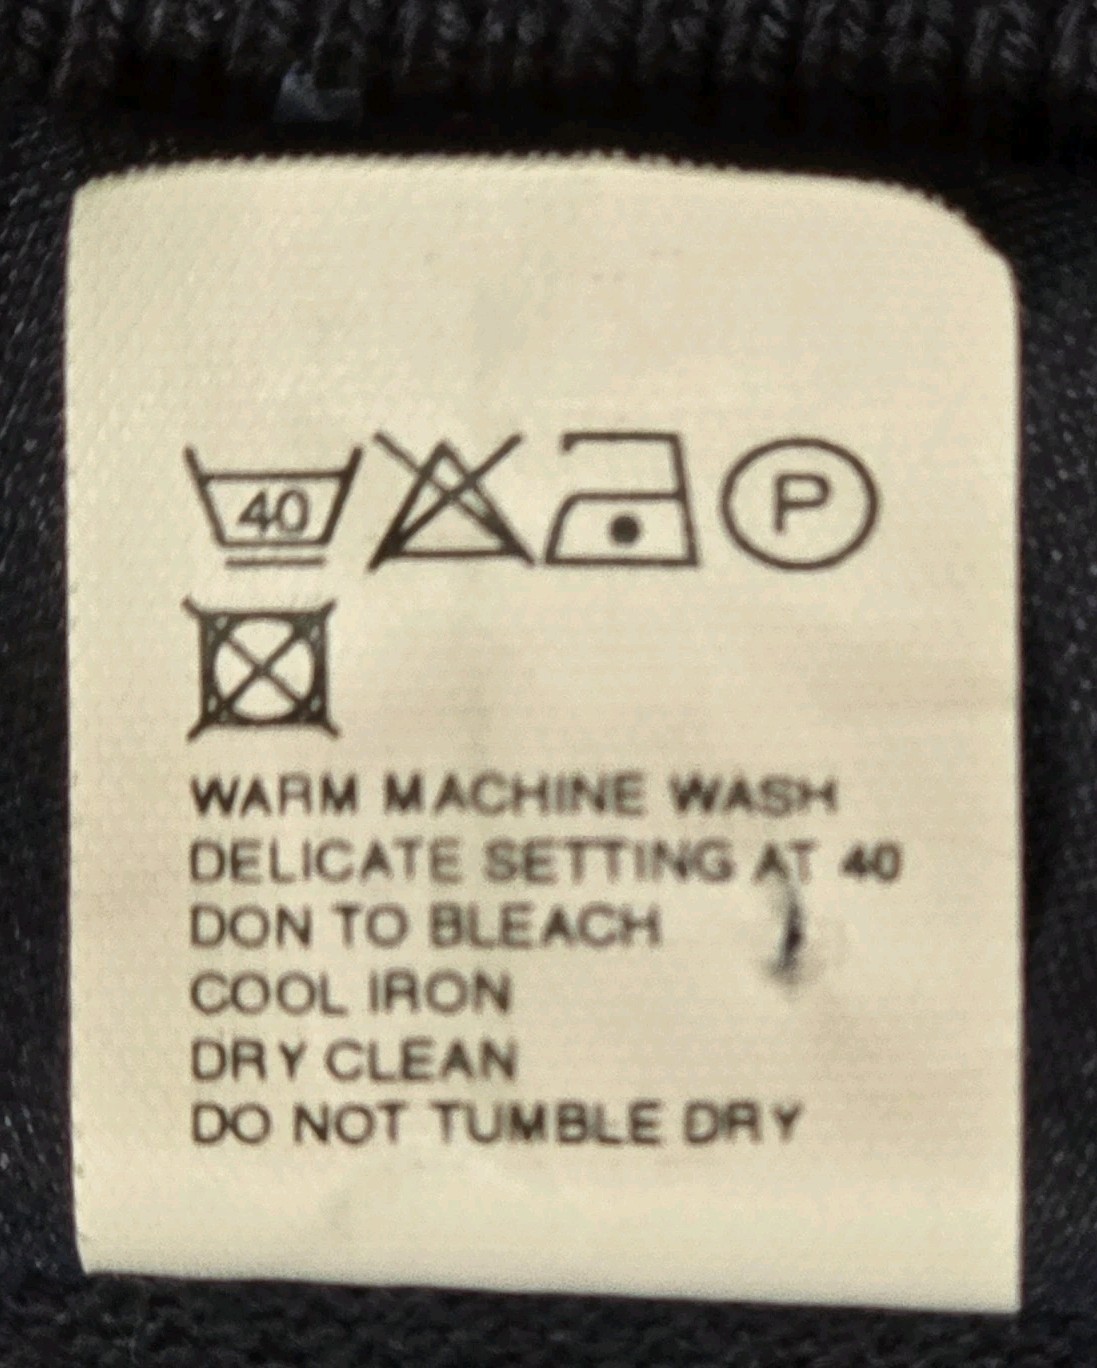 40 P
WARM MACHINE WASH
DELICATE SETTING AT 40
DON TO BLEACH
COOL IRON
DRY CLEAN
DO NOT TUMBLE DRY